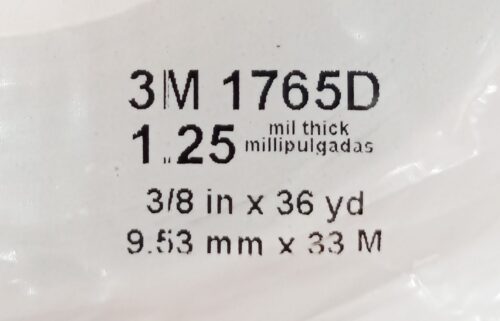 3M 1765D
1.25 mil thick
millipulgadas
3/8 in x 36 yd
9.53 mm x 33 M